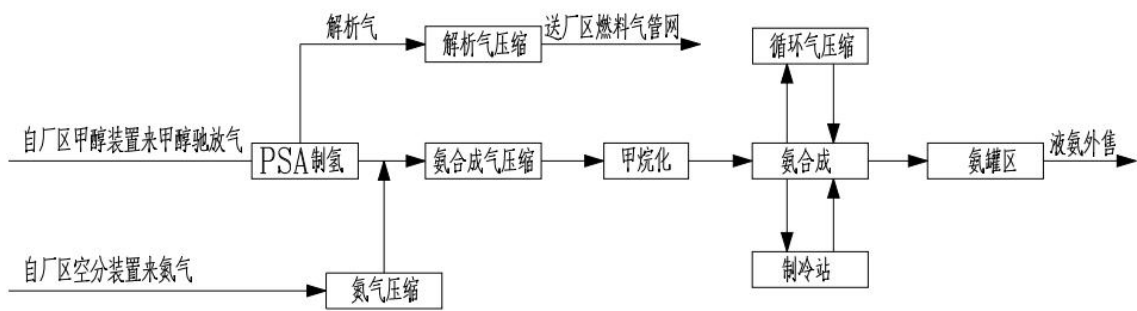 解析气
解析气压缩
送厂区燃料气管网
循环气压缩
自厂区甲醇装置来甲醇驰放气
PSA制氢
氨合成气压缩
甲烷化
氨合成
氨罐区
液氨外售
自厂区空分装置来氮气
氮气压缩
制冷站